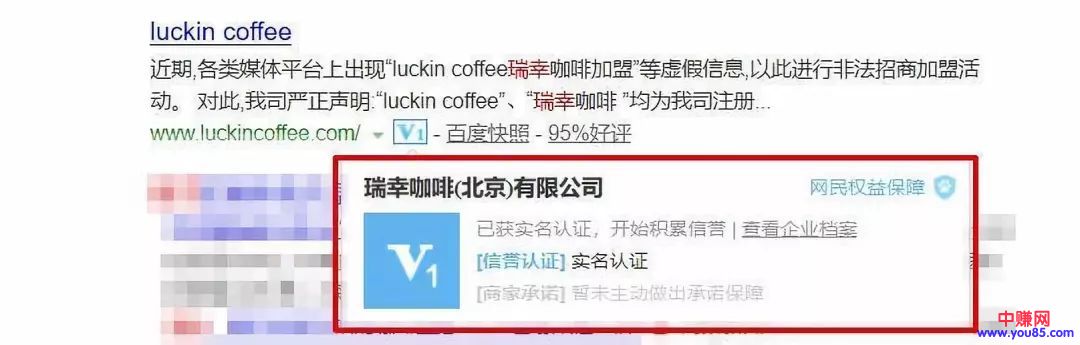 luckin coffee
近期,各类媒体平台上出现“luckin coffee瑞幸咖啡加盟”等虚假信息,以此进行非法招商加盟活
动。 对此,我司严正声明:“luckin coffee”、“瑞幸咖啡 ”均为我司注册...
www.luckincoffee.com/ V1 - 百度快照 - 95%好评
瑞幸咖啡(北京)有限公司 网民权益保障
V1
已获实名认证，开始积累信誉 | 查看企业档案
[信誉认证] 实名认证
[商家承诺] 暂未主动做出承诺保障
中赚网
www.you85.com